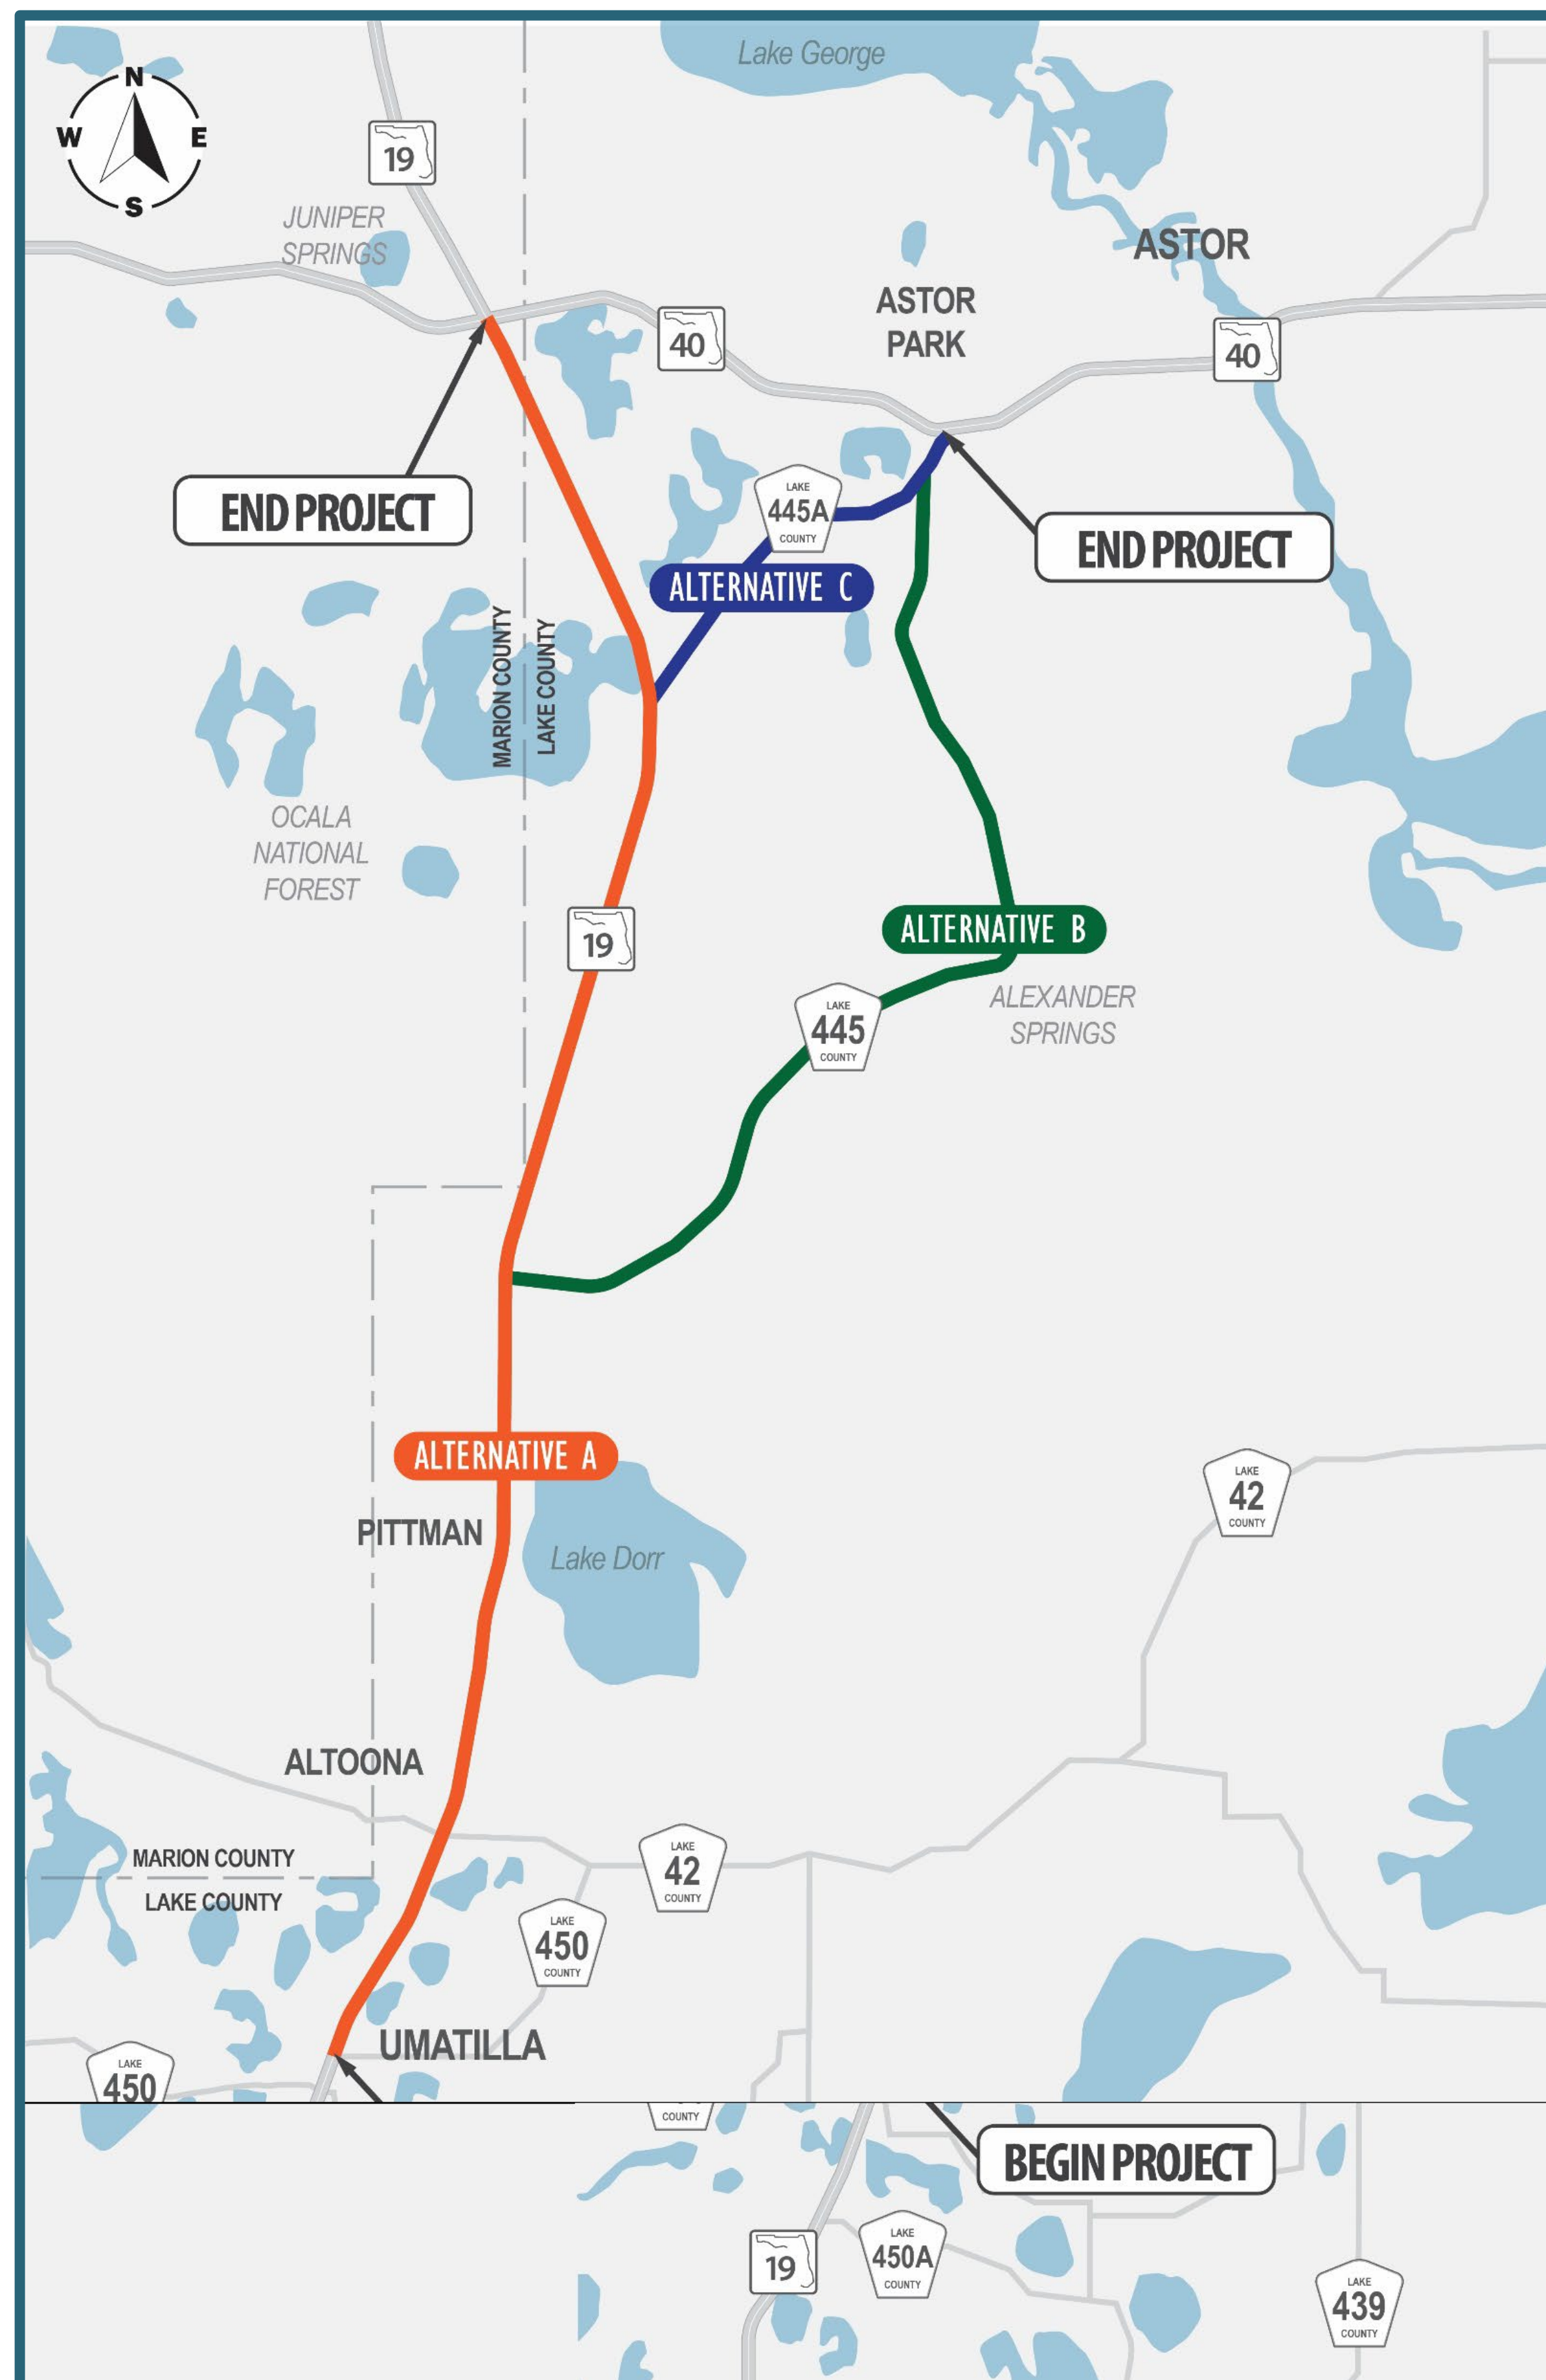 Lake George
N
W
E
S
19
JUNIPER
SPRINGS
ASTOR
ASTOR
PARK
40
40
END PROJECT
LAKE
445A
COUNTY
END PROJECT
ALTERNATIVE C
MARION COUNTY
LAKE COUNTY
OCALA
NATIONAL
FOREST
19
ALTERNATIVE B
ALEXANDER
SPRINGS
LAKE
445
COUNTY
ALTERNATIVE A
PITTMAN
Lake Dorr
LAKE
42
COUNTY
ALTOONA
MARION COUNTY
LAKE COUNTY
LAKE
42
COUNTY
LAKE
450
COUNTY
UMATILLA
LAKE
450
COUNTY
BEGIN PROJECT
19
LAKE
450A
COUNTY
LAKE
439
COUNTY